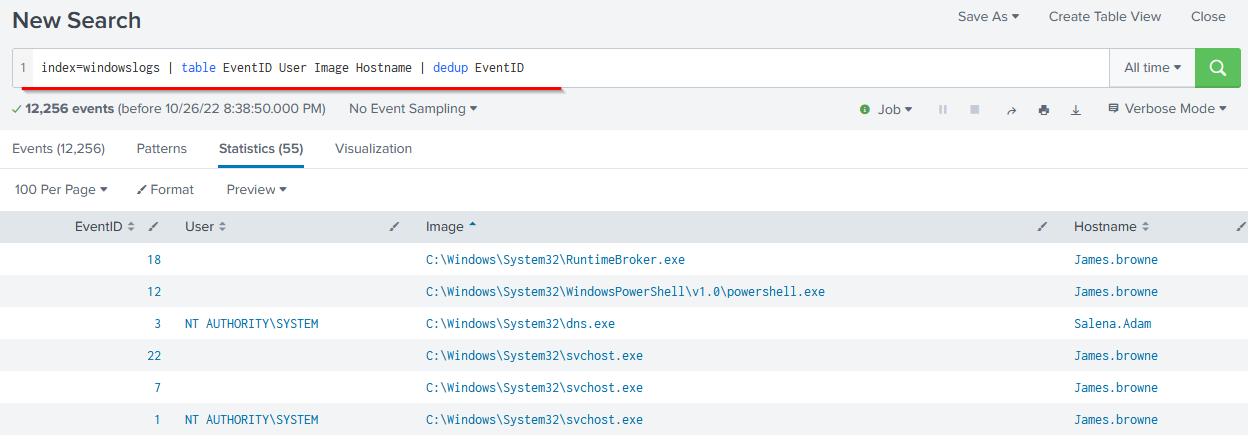 New Search
Save As Create Table View Close
1 index=windowslogs | table EventID User Image Hostname | dedup EventID
All time
12,256 events (before 10/26/22 8:38:50.000 PM) No Event Sampling
Job Verbose Mode
Events (12,256) Patterns Statistics (55) Visualization
100 Per Page Format Preview
EventID User Image Hostname
18 C:\Windows\System32\RuntimeBroker.exe James.browne
12 C:\Windows\System32\WindowsPowerShell\v1.0\powershell.exe James.browne
3 NT AUTHORITY\SYSTEM C:\Windows\System32\dns.exe Salena.Adam
22 C:\Windows\System32\svchost.exe James.browne
7 C:\Windows\System32\svchost.exe James.browne
1 NT AUTHORITY\SYSTEM C:\Windows\System32\svchost.exe James.browne